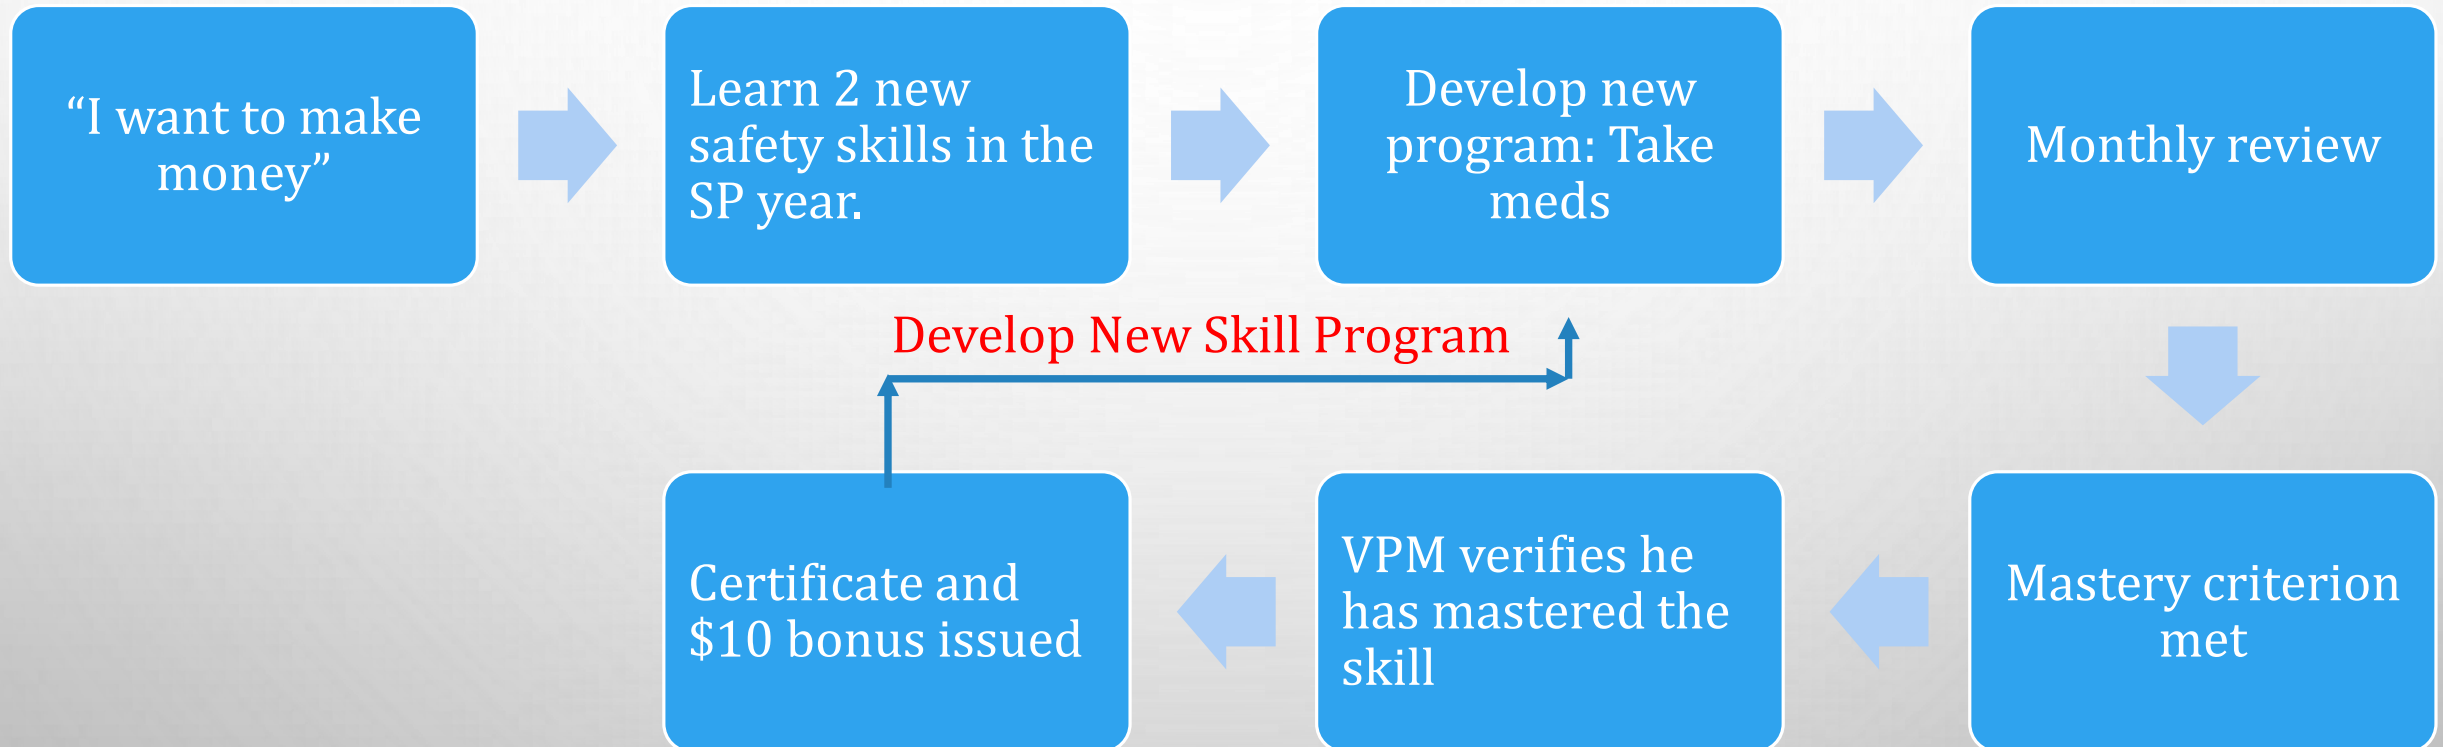 “I want to make
money”
Learn 2 new
safety skills in the
SP year.
Develop new
program: Take
meds
Monthly review
Develop New Skill Program
Certificate and
$10 bonus issued
VPM verifies he
has mastered the
skill
Mastery criterion
met